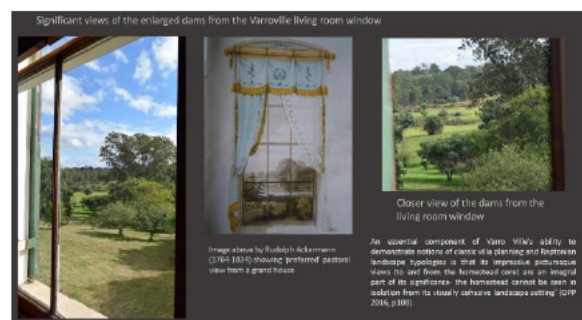 Significant views of the enlarged dams from the Varroville living room window
Image above by Rudolph Ackermann
(1764-1834) showing 'preferred' pastoral
view from a grand house
Closer view of the dams from the
living room window
An essential component of Varro Ville's ability to
demonstrate notions of classic villa planning and Reptonian
landscape typologies is that its impressive picturesque
views (to and from the homestead core) are an integral
part of its significance- the homestead cannot be seen in
isolation from its visually cohesive landscape setting' (OPP
2016, p108).